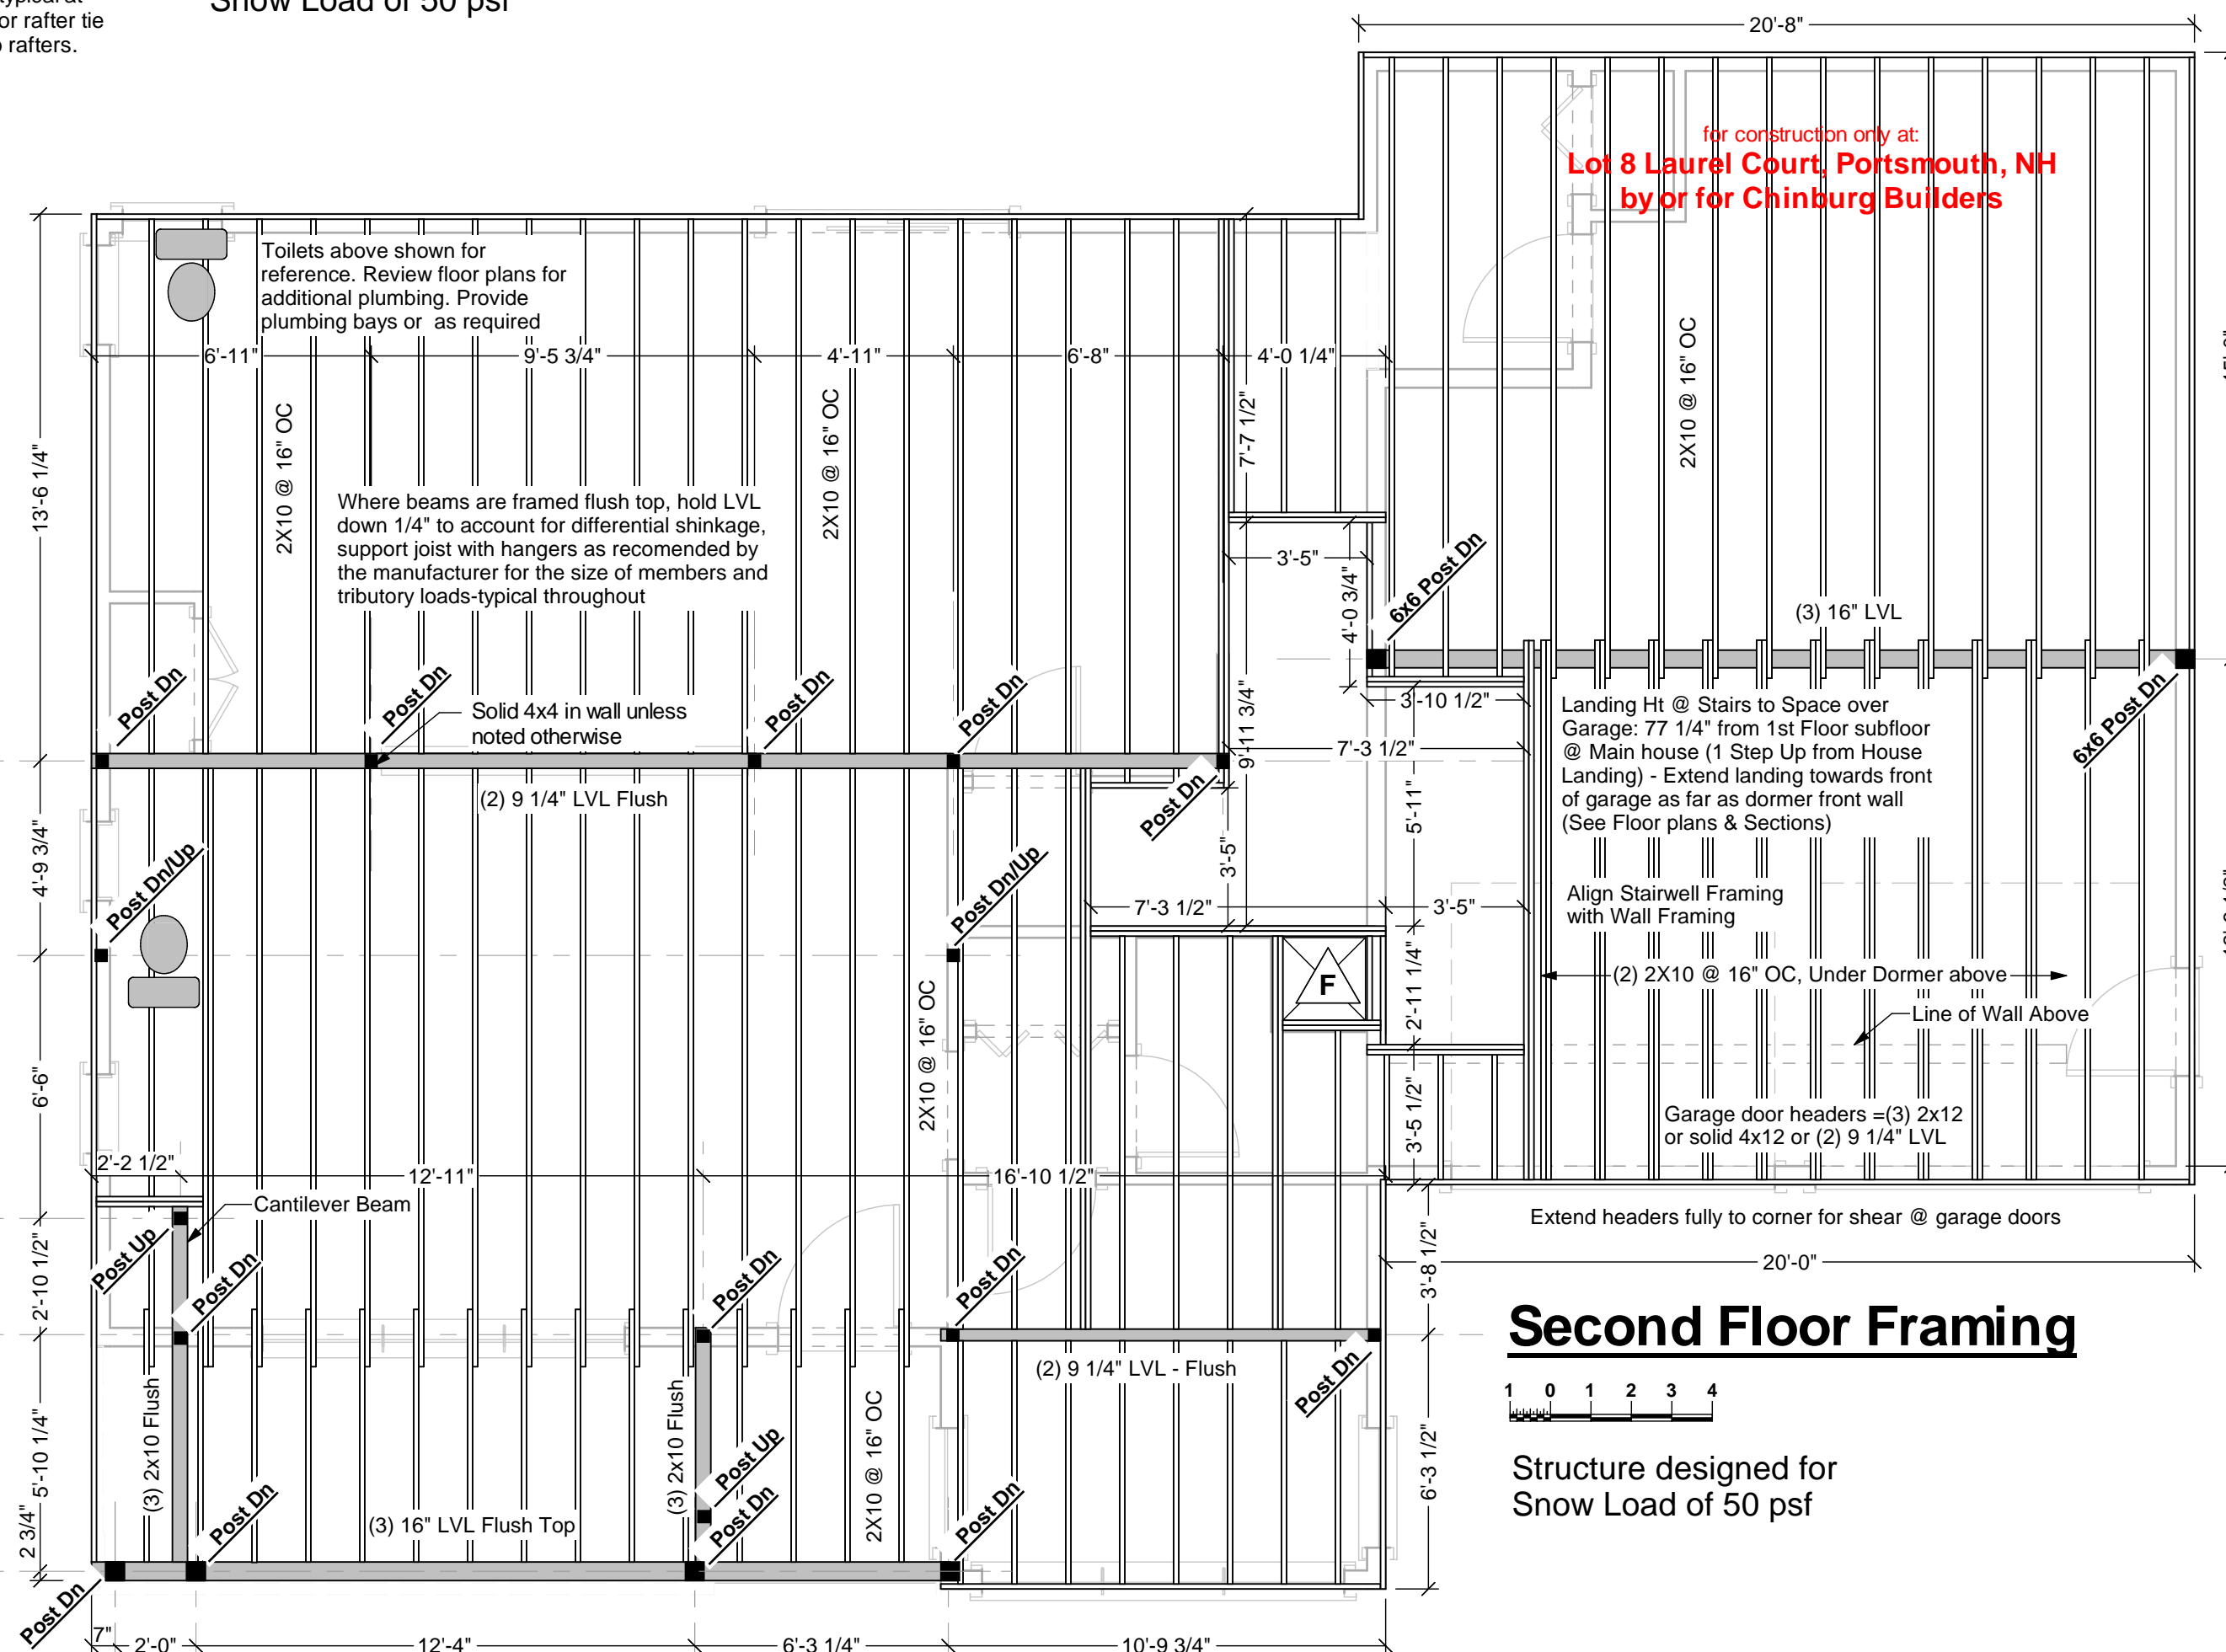 typical at
or rafter tie
o rafters.
Snow Load of 50 psf
20'-8"
for construction only at:
Lot 8 Laurel Court, Portsmouth, NH
by or for Chinburg Builders
Toilets above shown for
reference. Review floor plans for
additional plumbing. Provide
plumbing bays or  as required
6'-11"
9'-5 3/4"
4'-11"
6'-8"
4'-0 1/4"
13'-6 1/4"
2X10 @ 16" OC
2X10 @ 16" OC
7'-7 1/2"
2X10 @ 16" OC
Where beams are framed flush top, hold LVL
down 1/4" to account for differential shinkage,
support joist with hangers as recomended by
the manufacturer for the size of members and
tributory loads-typical throughout
3'-5"
4'-0 3/4"
6x6 Post Dn
(3) 16" LVL
Post Dn
Post Dn
Solid 4x4 in wall unless
noted otherwise
Post Dn
Post Dn
9'-11 3/4"
3'-10 1/2"
7'-3 1/2"
6x6 Post Dn
Landing Ht @ Stairs to Space over
Garage: 77 1/4" from 1st Floor subfloor
@ Main house (1 Step Up from House
Landing) - Extend landing towards front
of garage as far as dormer front wall
(See Floor plans & Sections)
(2) 9 1/4" LVL Flush
Post Dn
5'-11"
4'-9 3/4"
Post Dn/Up
Post Dn/Up
3'-5"
7'-3 1/2"
3'-5"
Align Stairwell Framing
with Wall Framing
(2) 2X10 @ 16" OC, Under Dormer above
F
2'-11 1/4"
Line of Wall Above
2X10 @ 16" OC
6'-6"
3'-5 1/2"
Garage door headers =(3) 2x12
or solid 4x12 or (2) 9 1/4" LVL
2'-2 1/2"
12'-11"
16'-10 1/2"
Cantilever Beam
Extend headers fully to corner for shear @ garage doors
Post Up
Post Dn
Post Dn
Post Dn
3'-8 1/2"
20'-0"
2'-10 1/2"
Second Floor Framing
(2) 9 1/4" LVL - Flush
Post Dn
1 0 1 2 3 4
(3) 2x10 Flush
(3) 2x10 Flush
5'-10 1/4"
Post Up
2X10 @ 16" OC
6'-3 1/2"
Structure designed for
Snow Load of 50 psf
Post Dn
(3) 16" LVL Flush Top
Post Dn
Post Dn
2 3/4"
Post Dn
7"
2'-0"
12'-4"
6'-3 1/4"
10'-9 3/4"